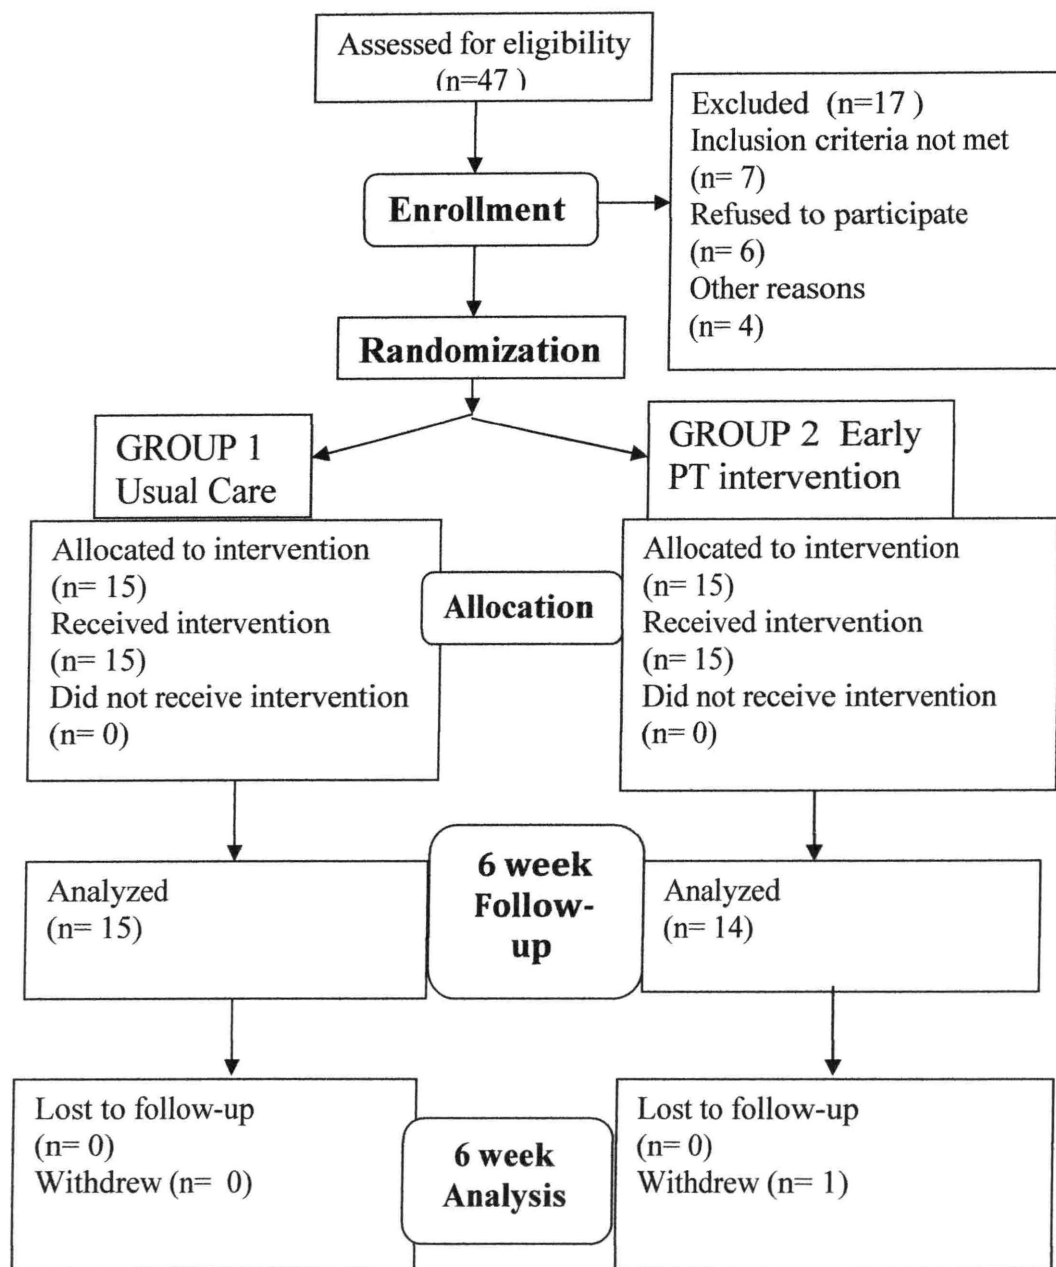 Assessed for eligibility
(n=47 )
Excluded  (n=17 )
Inclusion criteria not met
(n= 7)
Refused to participate
(n= 6)
Other reasons
(n= 4)
Enrollment
Randomization
GROUP 1
Usual Care
GROUP 2  Early
PT intervention
Allocated to intervention
(n= 15)
Received intervention
(n= 15)
Did not receive intervention
(n= 0)
Allocation
Allocated to intervention
(n= 15)
Received intervention
(n= 15)
Did not receive intervention
(n= 0)
Analyzed
(n= 15)
6 week
Follow-
up
Analyzed
(n= 14)
Lost to follow-up
(n= 0)
Withdrew (n=  0)
6 week
Analysis
Lost to follow-up
(n= 0)
Withdrew (n= 1)